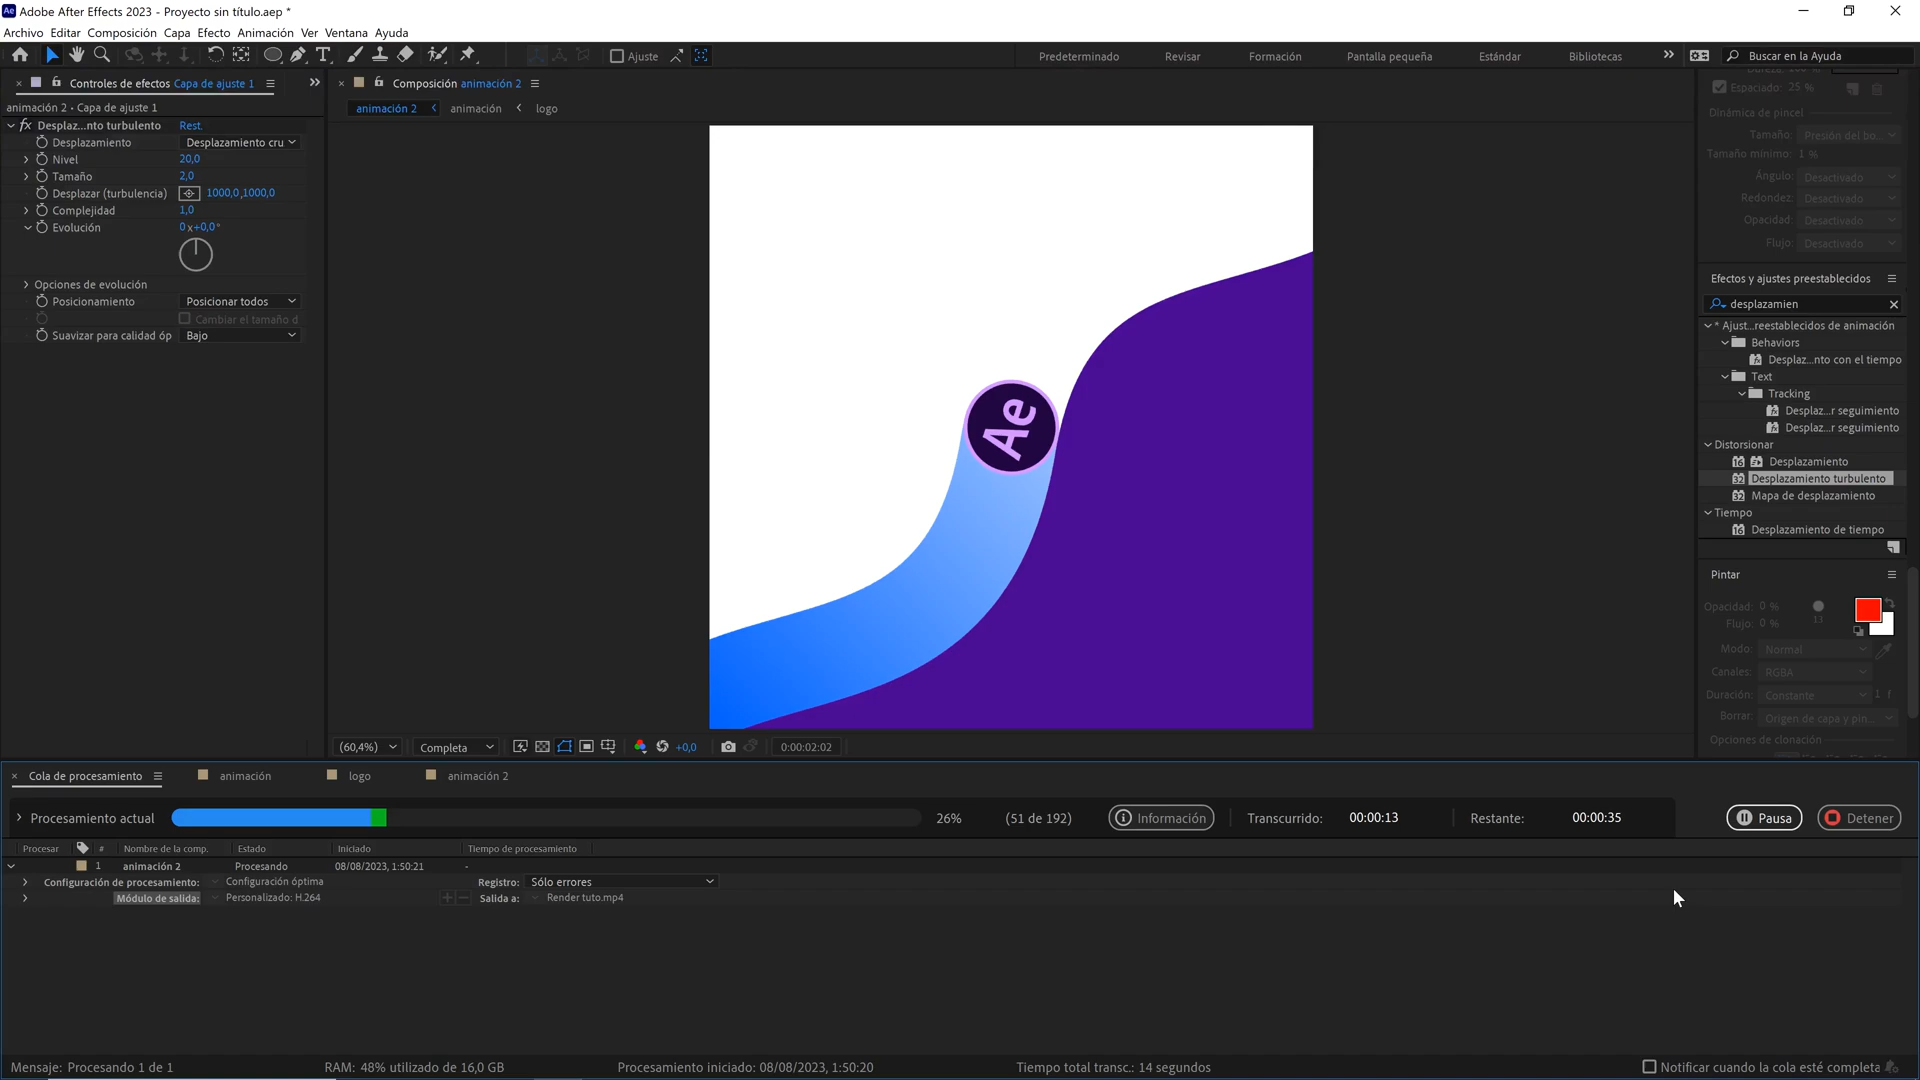 Adobe After Effects 2023 - Proyecto sin título.aep *
Archivo Editar Composición Capa Efecto Animación Ver Ventana Ayuda
Ajuste Predeterminado Revisar Formación Pantalla pequeña Estándar Bibliotecas Buscar en la Ayuda
Controles de efectos Capa de ajuste 1
Composición animación 2
animación 2 • Capa de ajuste 1
animación 2 animación logo
fx Desplaz...nto turbulento Rest.
Desplazamiento Desplazamiento cru
Nivel 20,0
Tamaño 2,0
Desplazar (turbulencia) 1000,0,1000,0
Complejidad 1,0
Evolución 0x+0,0°
Opciones de evolución
Posicionamiento Posicionar todos
Cambiar el tamaño d
Suavizar para calidad óp Bajo
Ae
(60,4%) Completa +0,0 0:00:02:02
Espaciado: 25 %
Dinámica de pincel
Tamaño: Presión del bo...
Tamaño mínimo: 1 %
Ángulo: Desactivado
Redondez: Desactivado
Opacidad: Desactivado
Flujo: Desactivado
Efectos y ajustes preestablecidos
desplazamien
* Ajust...reestablecidos de animación
Behaviors
Desplaz...nto con el tiempo
Text
Tracking
Desplaz...r seguimiento
Desplaz...r seguimiento
Distorsionar
Desplazamiento
Desplazamiento turbulento
Mapa de desplazamiento
Tiempo
Desplazamiento de tiempo
Pintar
Opacidad: 0 %
Flujo: 0 %
13
Modo: Normal
Canales: RGBA
Duración: Constante 1 f
Borrar: Origen de capa y pin...
Opciones de clonación
Cola de procesamiento animación logo animación 2
Procesamiento actual 26% (51 de 192) Información Transcurrido: 00:00:13 Restante: 00:00:35 Pausa Detener
Procesar # Nombre de la comp. Estado Iniciado Tiempo de procesamiento
1 animación 2 Procesando 08/08/2023, 1:50:21 -
Configuración de procesamiento: Configuración óptima Registro: Sólo errores
Módulo de salida: Personalizado: H.264 Salida a: Render tuto.mp4
Mensaje: Procesando 1 de 1 RAM: 48% utilizado de 16,0 GB Procesamiento iniciado: 08/08/2023, 1:50:20 Tiempo total transc.: 14 segundos Notificar cuando la cola esté completa